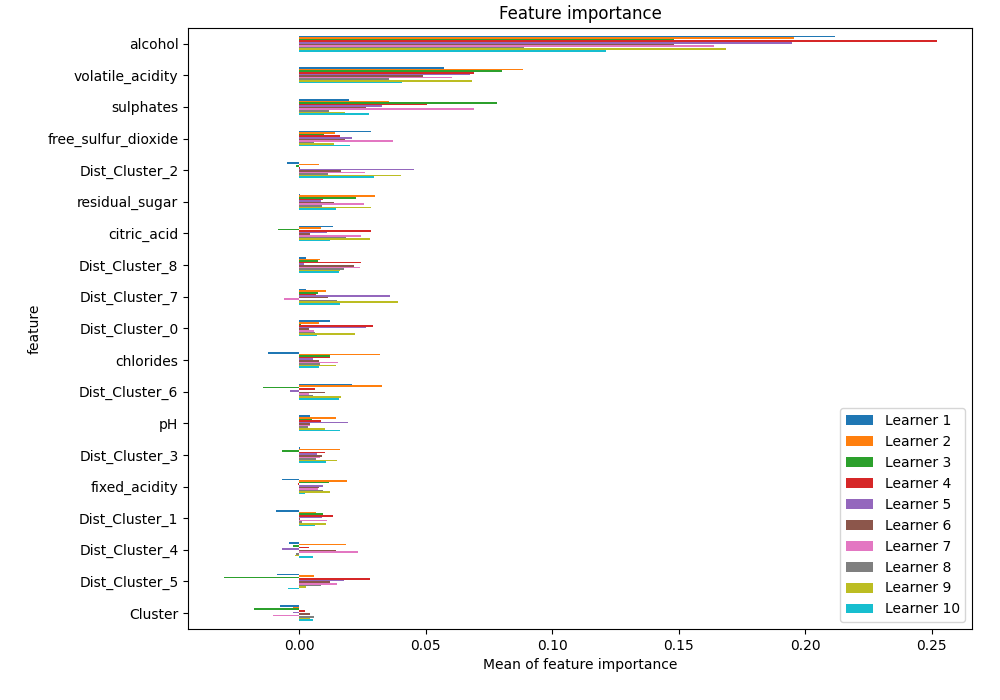 Feature importance
alcohol
volatile_acidity
sulphates
free_sulfur_dioxide
Dist_Cluster_2
residual_sugar
citric_acid
Dist_Cluster_8
Dist_Cluster_7
Dist_Cluster_0
chlorides
Dist_Cluster_6
pH
Dist_Cluster_3
fixed_acidity
Dist_Cluster_1
Dist_Cluster_4
Dist_Cluster_5
Cluster
feature
Learner 1
Learner 2
Learner 3
Learner 4
Learner 5
Learner 6
Learner 7
Learner 8
Learner 9
Learner 10
0.00 0.05 0.10 0.15 0.20 0.25
Mean of feature importance